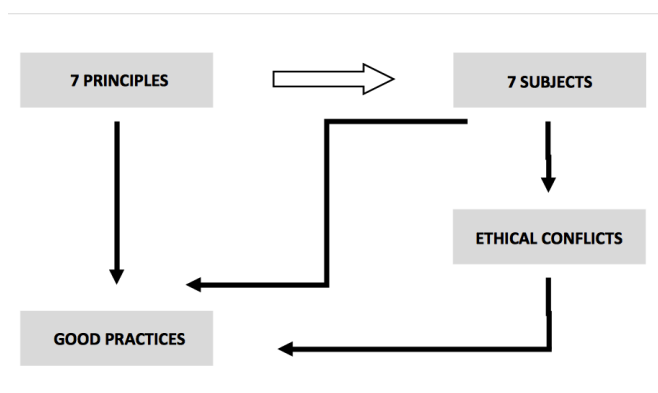 7 PRINCIPLES
7 SUBJECTS
ETHICAL CONFLICTS
GOOD PRACTICES